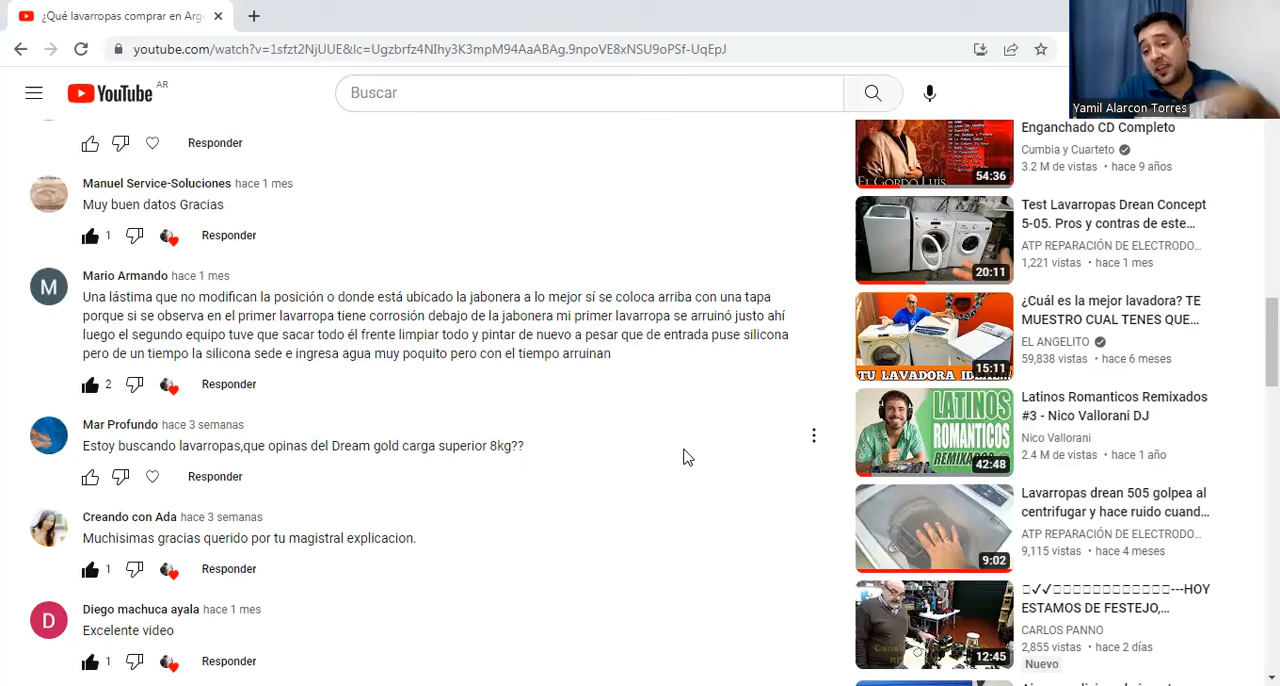 ¿Qué lavarropas comprar en Arg
youtube.com/watch?v=1sfzt2NjUUE&lc=Ugzbrfz4NIhy3K3mpM94AaABAg.9npoVE8xNSU9oPSf-UqEpJ
Yamil Alarcon Torres
YouTube AR
Buscar
Responder
Manuel Service-Soluciones hace 1 mes
Muy buen datos Gracias
1 Responder
M
Mario Armando hace 1 mes
Una lástima que no modifican la posición o donde está ubicado la jabonera a lo mejor sí se coloca arriba con una tapa
porque si se observa en el primer lavarropa tiene corrosión debajo de la jabonera mi primer lavarropa se arruinó justo ahí
luego el segundo equipo tuve que sacar todo él frente limpiar todo y pintar de nuevo a pesar que de entrada puse silicona
pero de un tiempo la silicona sede e ingresa agua muy poquito pero con el tiempo arruinan
2 Responder
Mar Profundo hace 3 semanas
Estoy buscando lavarropas,que opinas del Dream gold carga superior 8kg??
Responder
Creando con Ada hace 3 semanas
Muchisimas gracias querido por tu magistral explicacion.
1 Responder
D
Diego machuca ayala hace 1 mes
Excelente video
1 Responder
EL GORDO LUIS
54:36
Enganchado CD Completo
Cumbia y Cuarteto
3.2 M de vistas • hace 9 años
20:11
Test Lavarropas Drean Concept
5-05. Pros y contras de este...
ATP REPARACIÓN DE ELECTRODO...
1,221 vistas • hace 1 mes
TU LAVADORA IDEAL!
15:11
¿Cuál es la mejor lavadora? TE
MUESTRO CUAL TENES QUE...
EL ANGELITO
59,838 vistas • hace 6 meses
LATINOS
ROMANTICOS
REMIXADOS
42:48
Latinos Romanticos Remixados
#3 - Nico Vallorani DJ
Nico Vallorani
2.4 M de vistas • hace 1 año
9:02
Lavarropas drean 505 golpea al
centrifugar y hace ruido cuand...
ATP REPARACIÓN DE ELECTRODO...
9,115 vistas • hace 4 meses
12:45
---HOY
ESTAMOS DE FESTEJO,...
CARLOS PANNO
2,855 vistas • hace 2 días
Nuevo